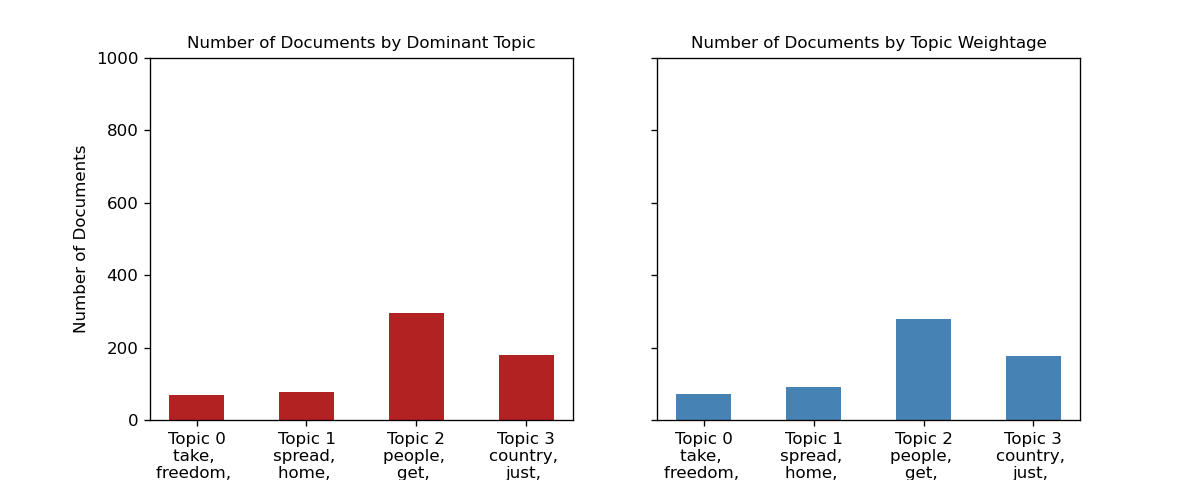 Number of Documents by Dominant Topic
Number of Documents
1000
800
600
400
200
0
Topic 0
take,
freedom,
Topic 1
spread,
home,
Topic 2
people,
get,
Topic 3
country,
just,
Number of Documents by Topic Weightage
Topic 0
take,
freedom,
Topic 1
spread,
home,
Topic 2
people,
get,
Topic 3
country,
just,